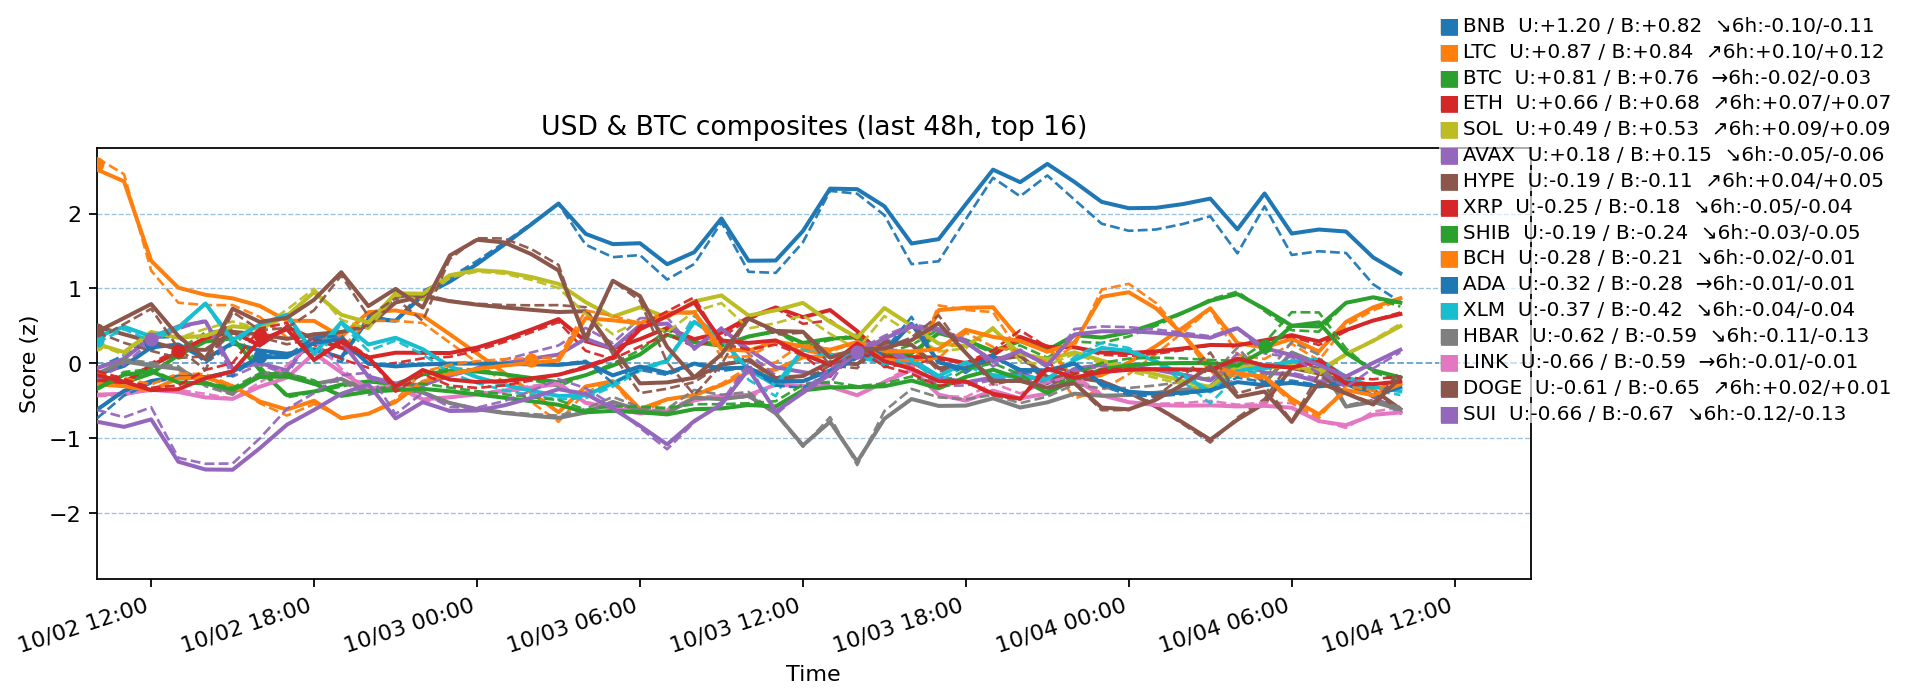 BNB U:+1.20 / B:+0.82 ↘6h:-0.10/-0.11
LTC U:+0.87 / B:+0.84 ↗6h:+0.10/+0.12
BTC U:+0.81 / B:+0.76 →6h:-0.02/-0.03
ETH U:+0.66 / B:+0.68 ↗6h:+0.07/+0.07
SOL U:+0.49 / B:+0.53 ↗6h:+0.09/+0.09
AVAX U:+0.18 / B:+0.15 ↘6h:-0.05/-0.06
HYPE U:-0.19 / B:-0.11 ↗6h:+0.04/+0.05
XRP U:-0.25 / B:-0.18 ↘6h:-0.05/-0.04
SHIB U:-0.19 / B:-0.24 ↘6h:-0.03/-0.05
BCH U:-0.28 / B:-0.21 ↘6h:-0.02/-0.01
ADA U:-0.32 / B:-0.28 →6h:-0.01/-0.01
XLM U:-0.37 / B:-0.42 ↘6h:-0.04/-0.04
HBAR U:-0.62 / B:-0.59 ↘6h:-0.11/-0.13
LINK U:-0.66 / B:-0.59 →6h:-0.01/-0.01
DOGE U:-0.61 / B:-0.65 ↗6h:+0.02/+0.01
SUI U:-0.66 / B:-0.67 ↘6h:-0.12/-0.13
USD & BTC composites (last 48h, top 16)
Score (z)
2
1
0
−1
−2
10/02 12:00
10/02 18:00
10/03 00:00
10/03 06:00
10/03 12:00
10/03 18:00
10/04 00:00
10/04 06:00
10/04 12:00
Time